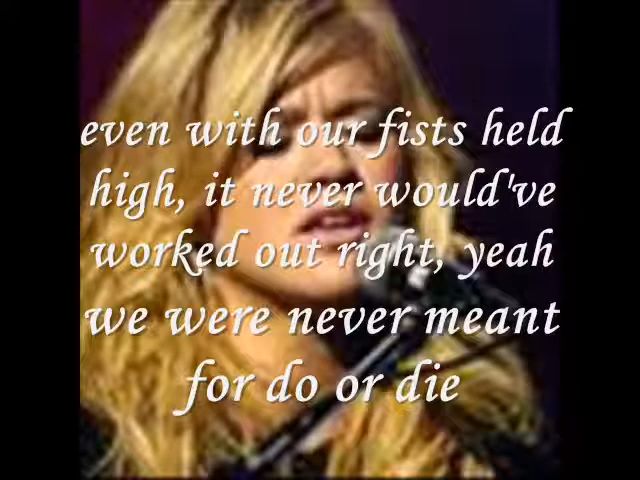 even with our fists held
high, it never would've
worked out right, yeah
we were never meant
for do or die